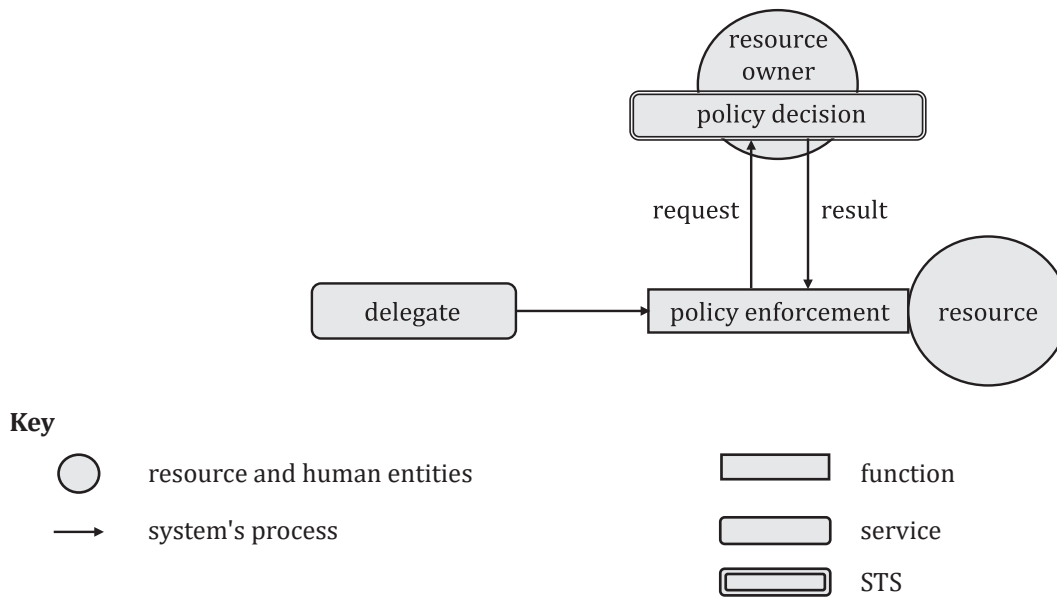 resource
owner
policy decision
request
result
delegate
policy enforcement
resource
Key
resource and human entities
function
system's process
service
STS